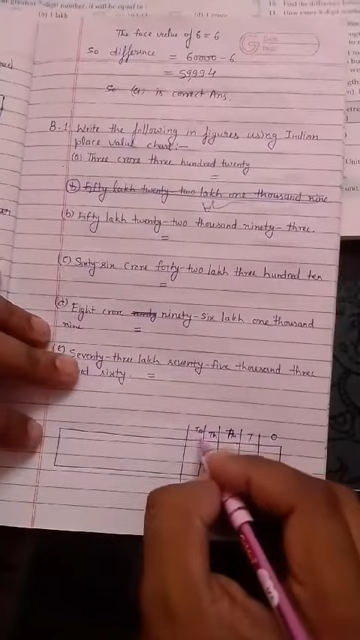 (b) 1 lakh
The face value of 6 = 6
So difference = 60000 - 6
= 59994
So (a) is correct Ans.
B-1 Write the following in figures using Indian
place value chart:-
(a) Three crore three hundred twenty
=
(b) Fifty lakh twenty-two lakh one thousand nine
(b) Fifty lakh twenty-two thousand ninety-three.
=
(c) Sixty six crore forty-two lakh three hundred ten
=
(d) Eight crore ninety-six lakh one thousand
nine =
(e) Seventy-three lakh seventy-five thousand three
sixty =
Th T O